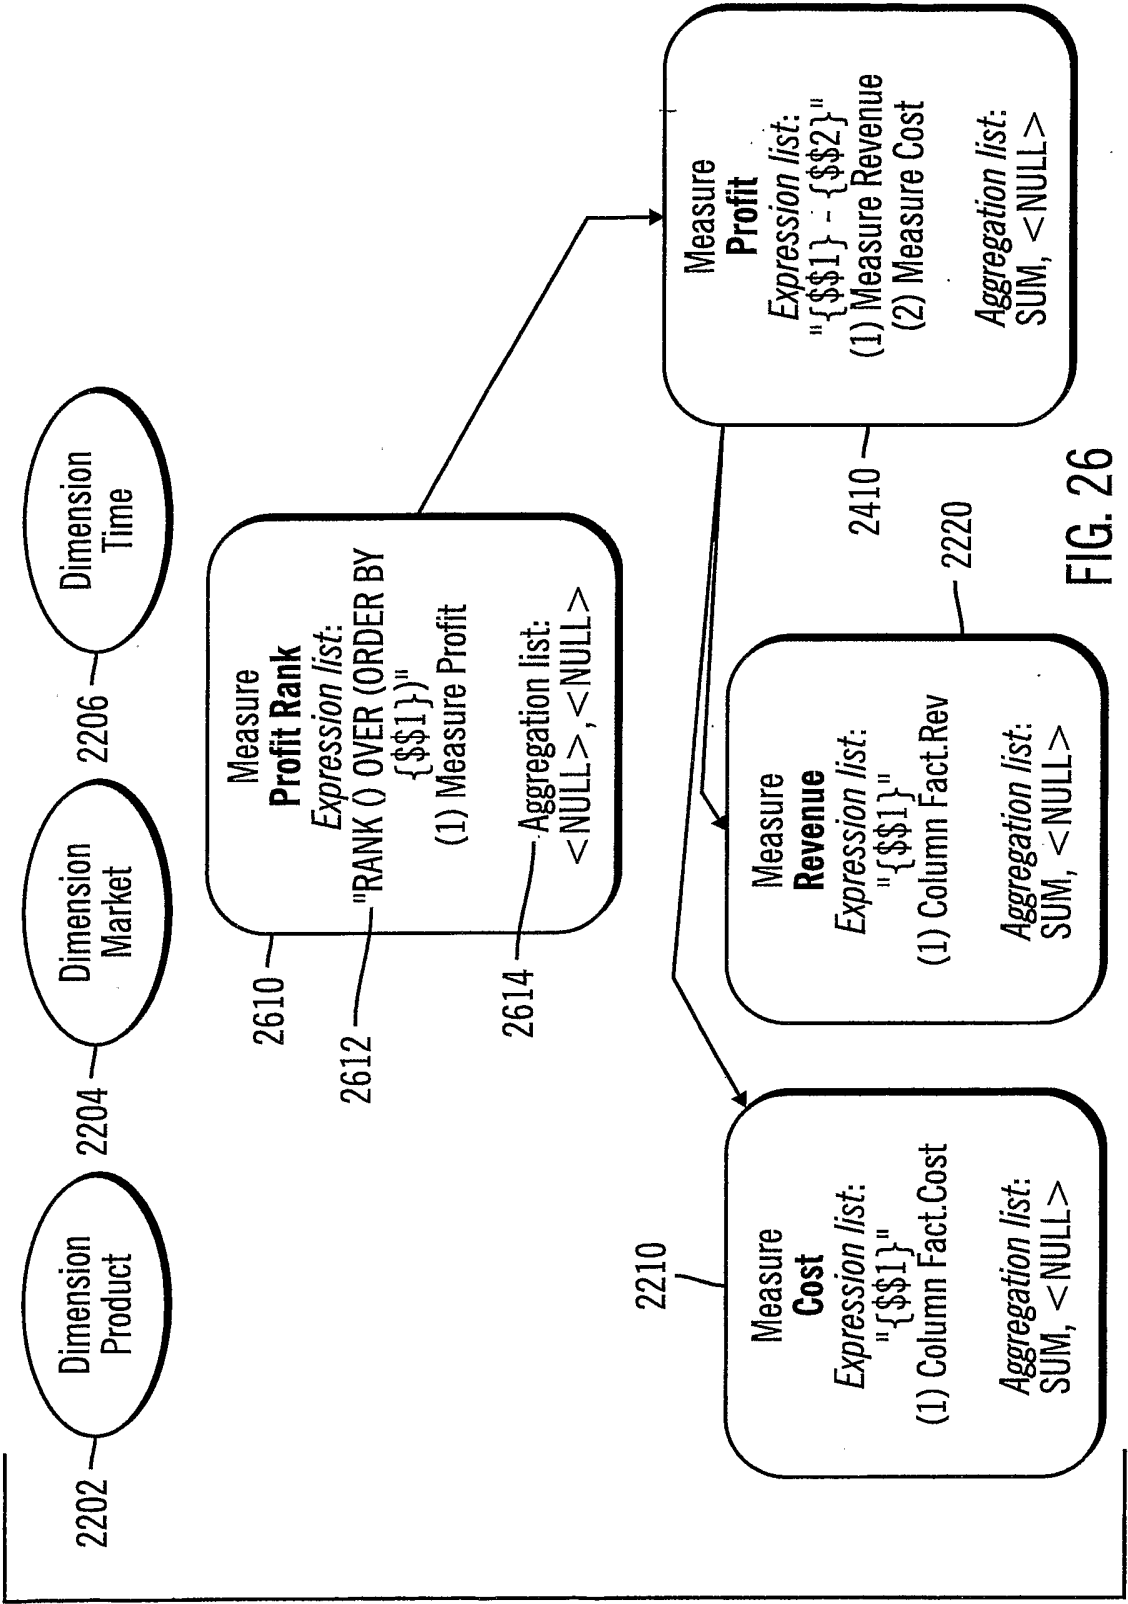 2202
Dimension
Product
2204
Dimension
Market
2206
Dimension
Time
2610
Measure
Profit Rank
Expression list:
"RANK () OVER (ORDER BY
{$$1})"
(1) Measure Profit
Aggregation list:
<NULL>, <NULL>
2612
2614
2210
Measure
Cost
Expression list:
"{$$1}"
(1) Column Fact.Cost
Aggregation list:
SUM, <NULL>
2220
Measure
Revenue
Expression list:
"{$$1}"
(1) Column Fact.Rev
Aggregation list:
SUM, <NULL>
2410
Measure
Profit
Expression list:
"{$$1} - {$$2}"
(1) Measure Revenue
(2) Measure Cost
Aggregation list:
SUM, <NULL>
FIG. 26